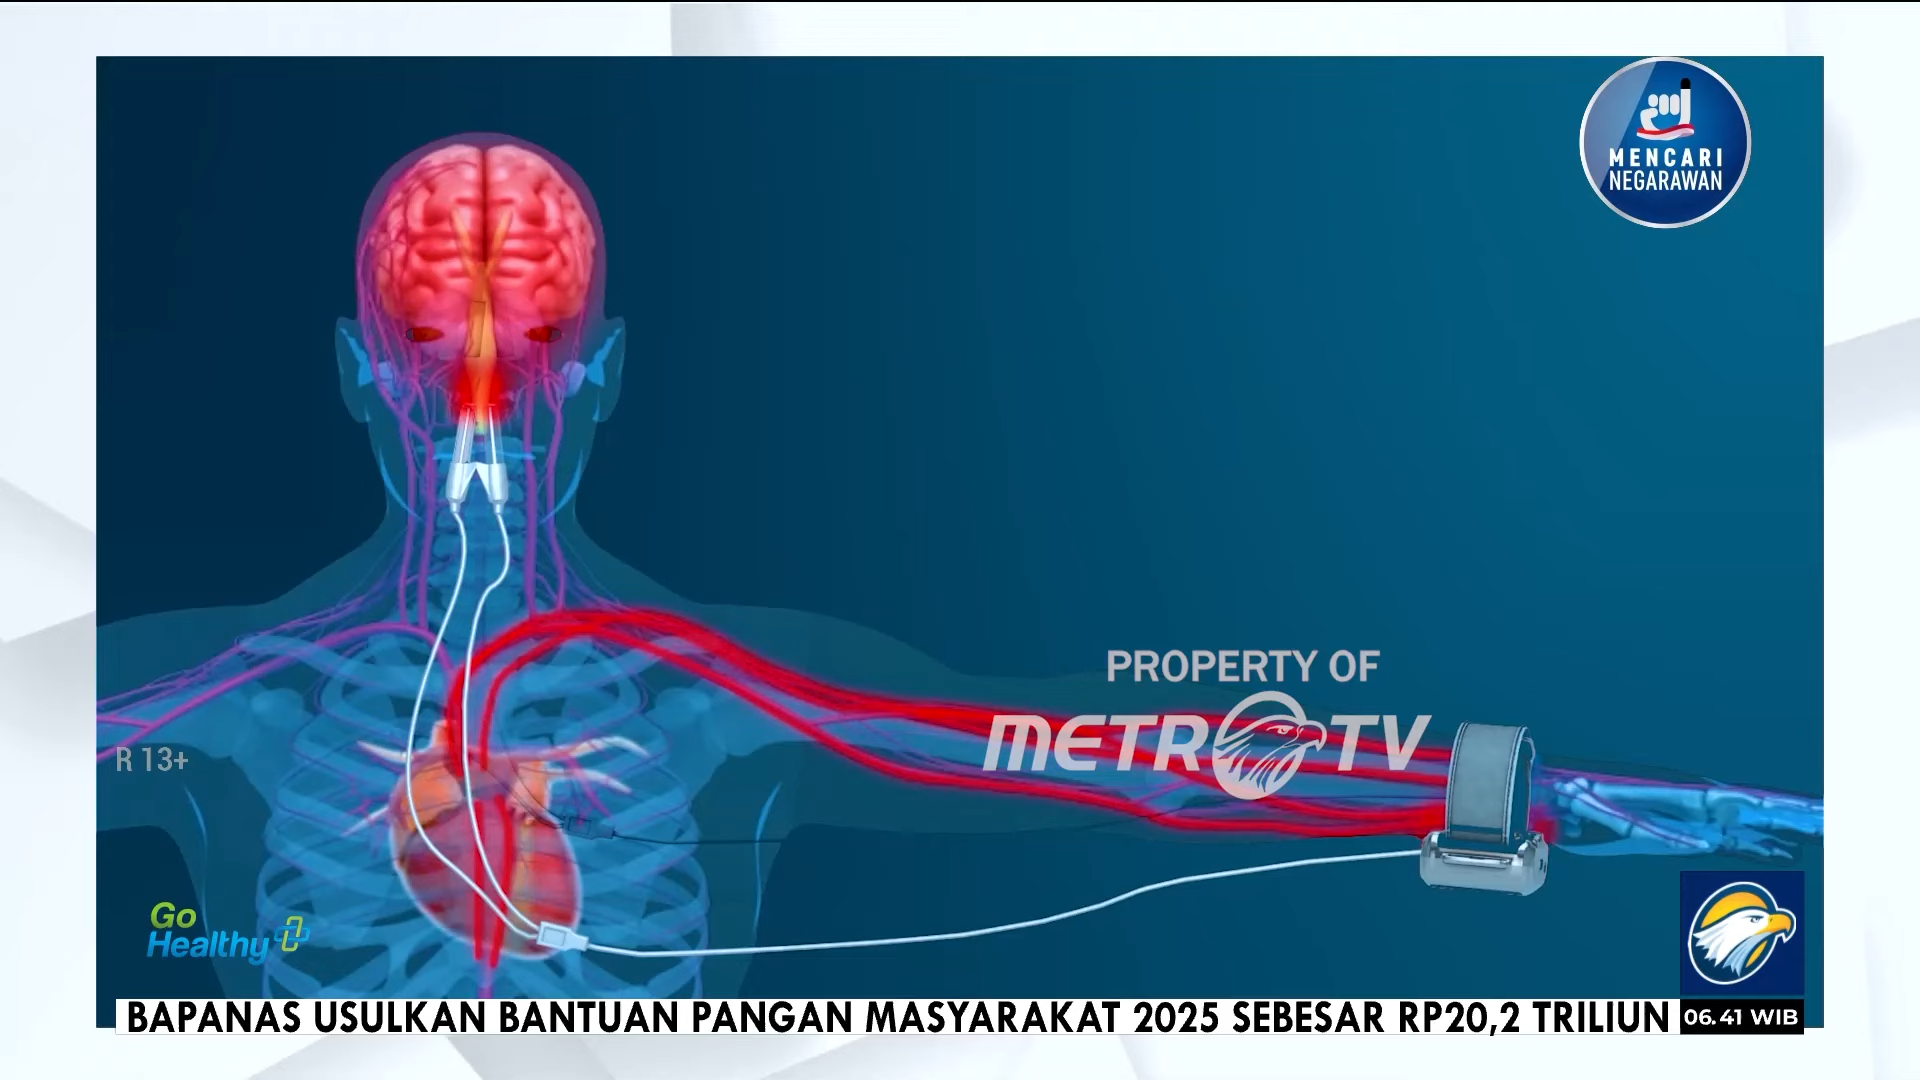 MENCARI
NEGARAWAN
PROPERTY OF
METRO TV
R 13+
Go
Healthy
BAPANAS USULKAN BANTUAN PANGAN MASYARAKAT 2025 SEBESAR RP20,2 TRILIUN
06.41 WIB